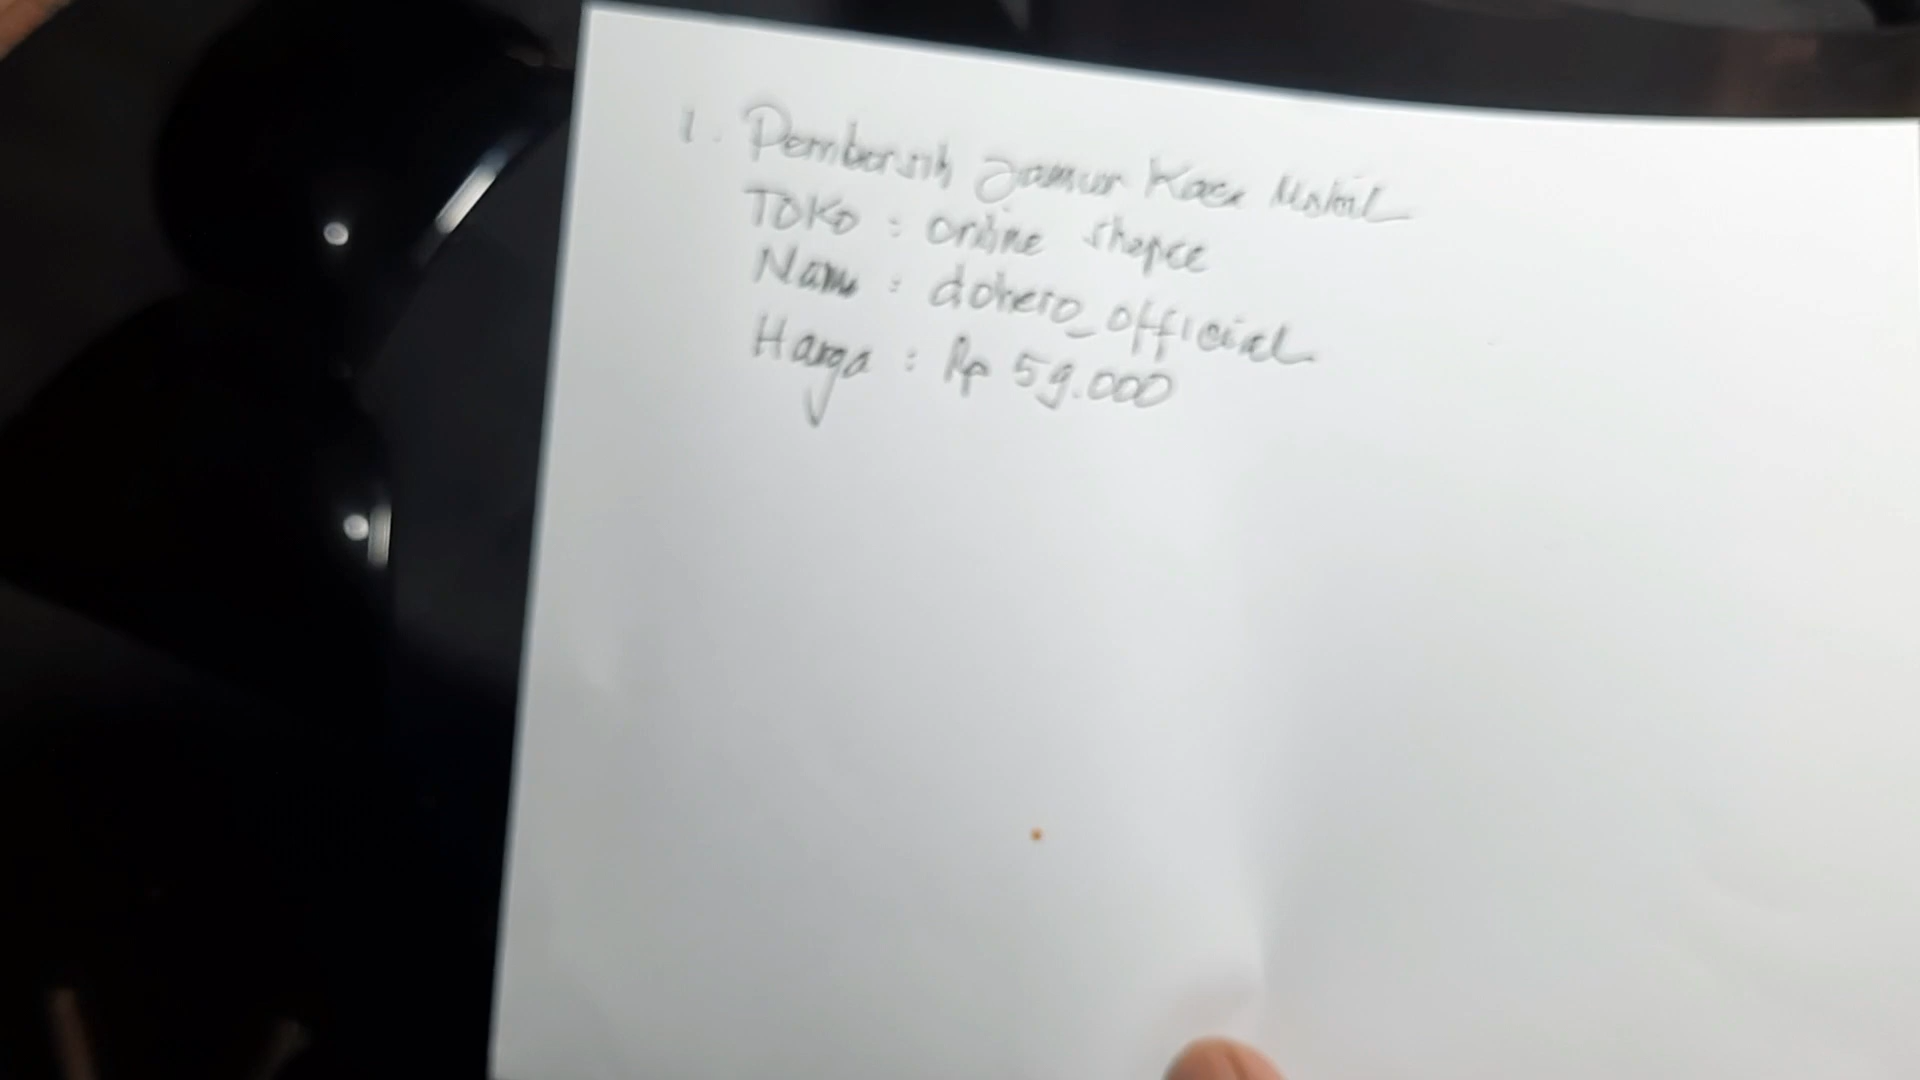 1. Pembersih Jamur Kaca Mobil
Toko : online shopee
Nama : dohero_official
Harga : Rp 59.000